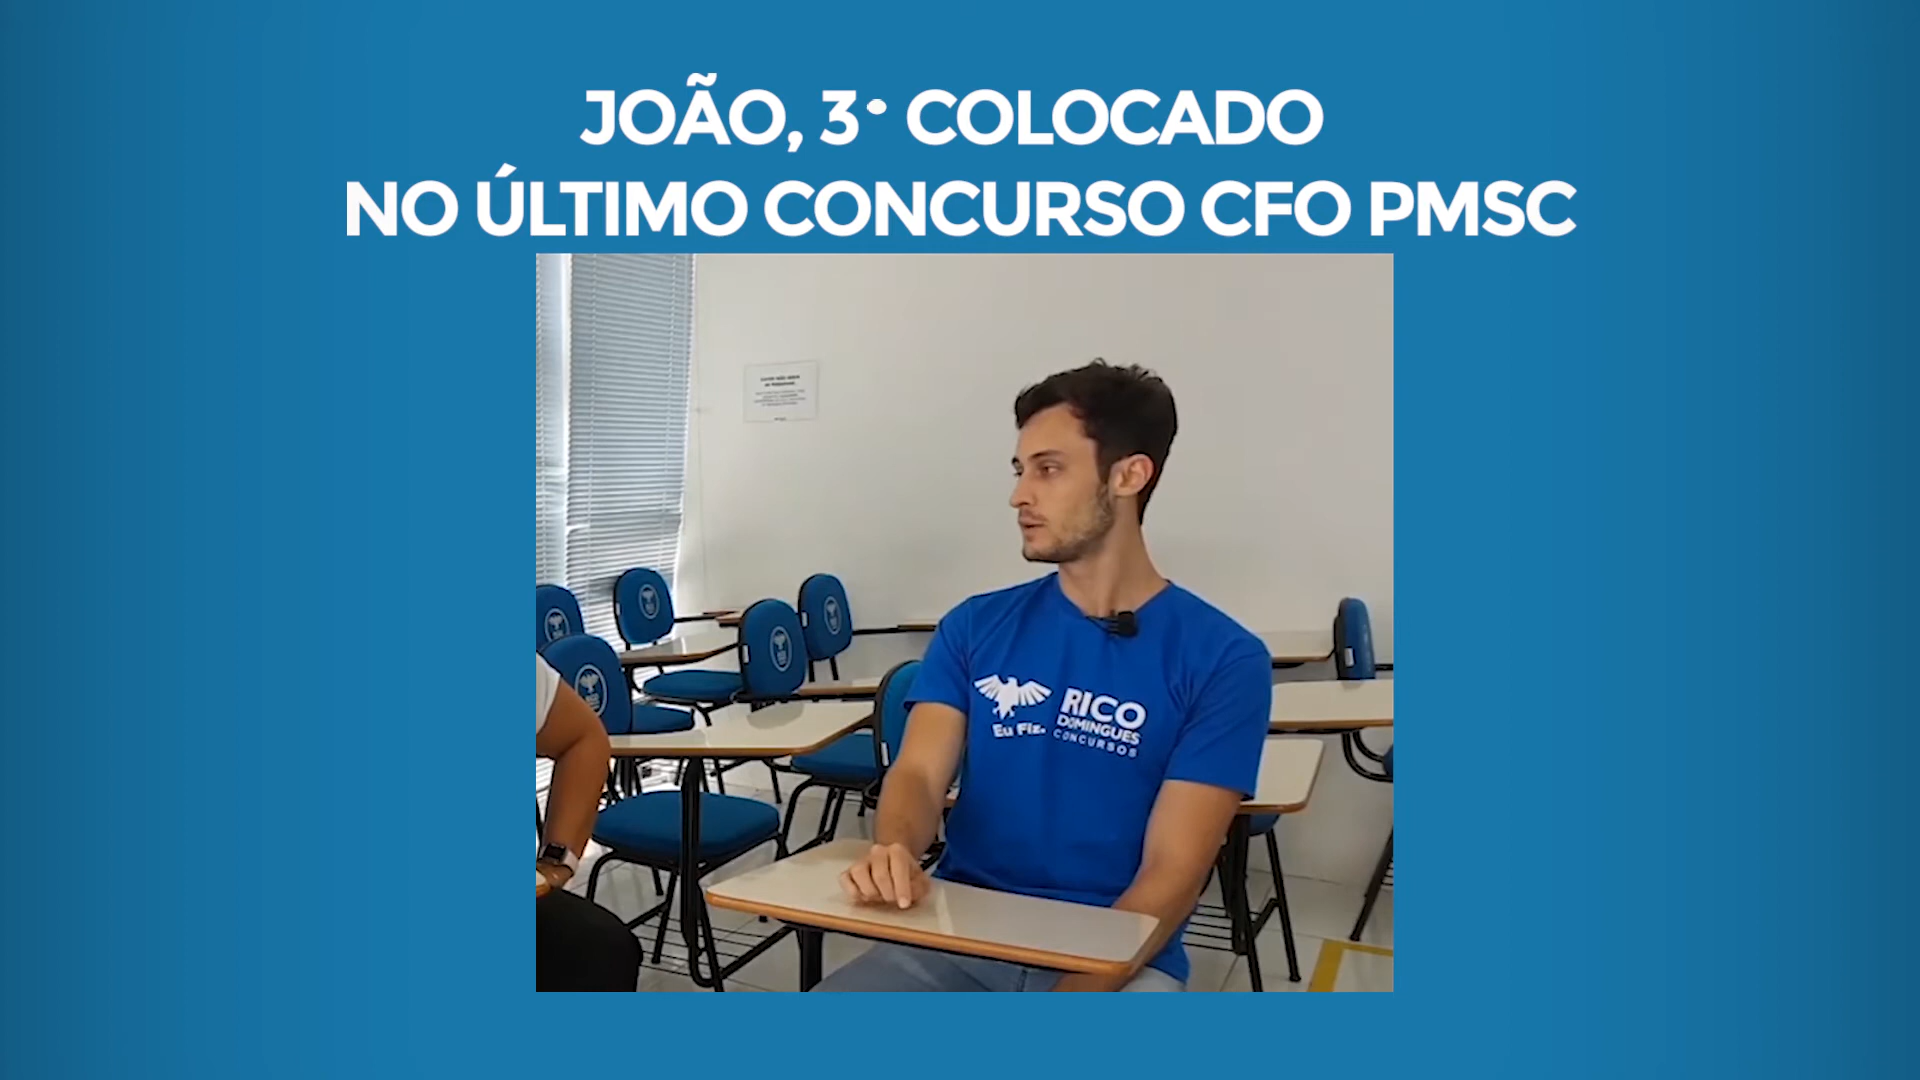 JOÃO, 3° COLOCADO
NO ÚLTIMO CONCURSO CFO PMSC
RICO
DOMINGUES
Eu Fiz. CONCURSOS